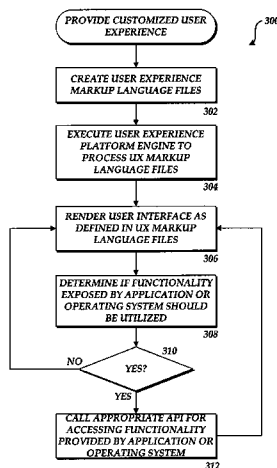 PROVIDE CUSTOMIZED USER
EXPERIENCE
300
CREATE USER EXPERIENCE
MARKUP LANGUAGE FILES
302
EXECUTE USER EXPERIENCE
PLATFORM ENGINE TO
PROCESS UX MARKUP
LANGUAGE FILES
304
RENDER USER INTERFACE AS
DEFINED IN UX MARKUP
LANGUAGE FILES
306
DETERMINE IF FUNCTIONALITY
EXPOSED BY APPLICATION OR
OPERATING SYSTEM SHOULD
BE UTILIZED
308
310
NO
YES?
YES
CALL APPROPRIATE API FOR
ACCESSING FUNCTIONALITY
PROVIDED BY APPLICATION OR
OPERATING SYSTEM
312